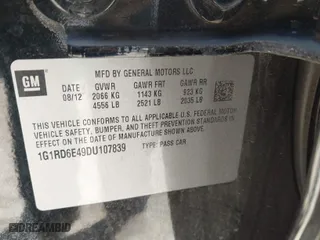 GM
MFD BY GENERAL MOTORS LLC
DATE GVWR GAWR FRT GAWR RR
08/12 2066 KG 1143 KG 923 KG
4556 LB 2521 LB 2035 LB
THIS VEHICLE CONFORMS TO ALL APPLICABLE U.S. FEDERAL MOTOR
VEHICLE SAFETY, BUMPER, AND THEFT PREVENTION STANDARDS IN
EFFECT ON THE DATE OF MANUFACTURE SHOWN ABOVE.
1G1RD6E49DU107839 TYPE: PASS CAR
© autobidcar.com